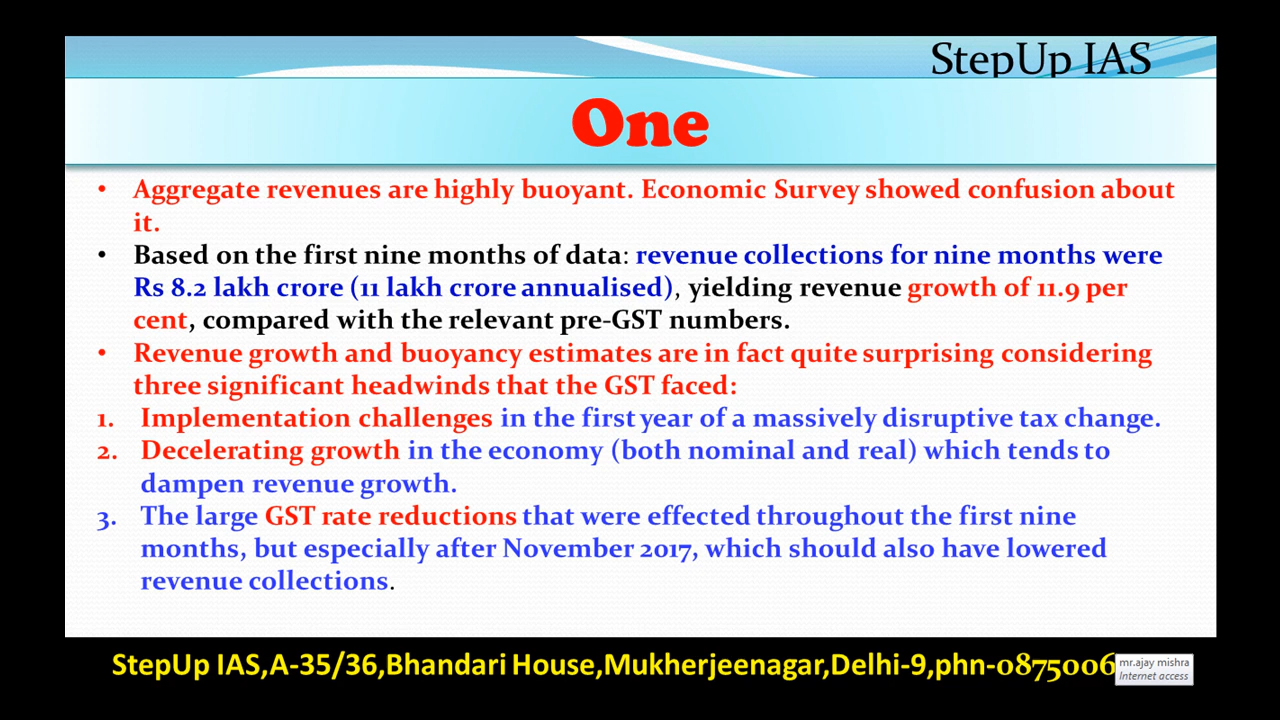 StepUp IAS
One
• Aggregate revenues are highly buoyant. Economic Survey showed confusion about
it.
• Based on the first nine months of data: revenue collections for nine months were
Rs 8.2 lakh crore (11 lakh crore annualised), yielding revenue growth of 11.9 per
cent, compared with the relevant pre-GST numbers.
• Revenue growth and buoyancy estimates are in fact quite surprising considering
three significant headwinds that the GST faced:
1. Implementation challenges in the first year of a massively disruptive tax change.
2. Decelerating growth in the economy (both nominal and real) which tends to
dampen revenue growth.
3. The large GST rate reductions that were effected throughout the first nine
months, but especially after November 2017, which should also have lowered
revenue collections.
StepUp IAS,A-35/36,Bhandari House,Mukherjeenagar,Delhi-9,phn-0875006
mr.ajay mishra
Internet access